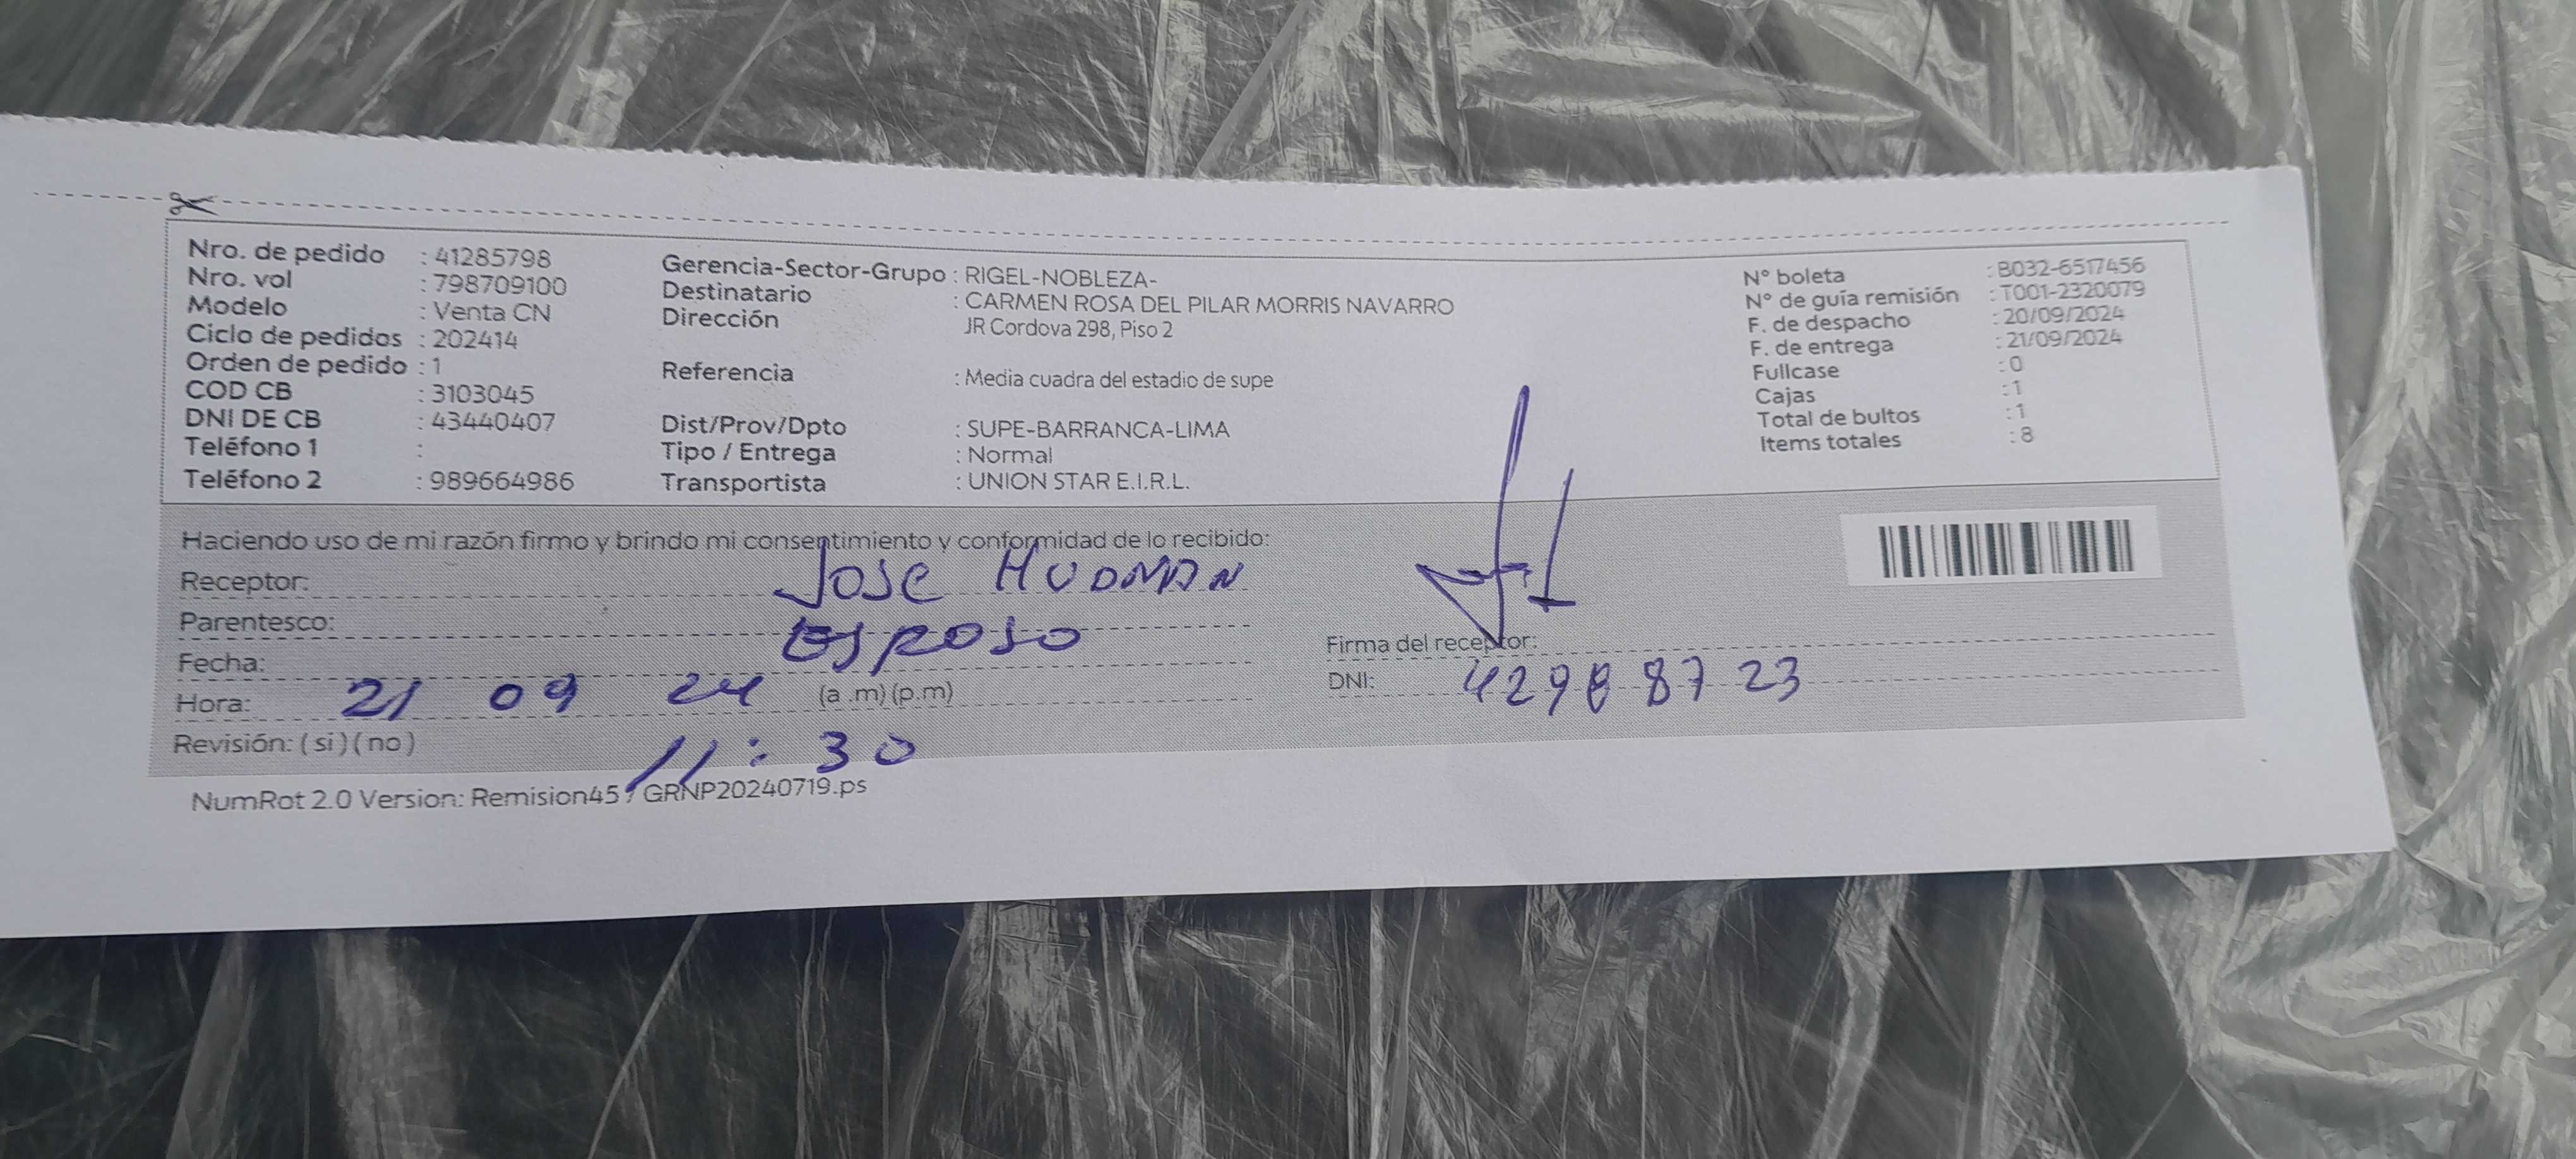 Nro. de pedido : 41285798
Nro. vol : 798709100
Modelo : Venta CN
Ciclo de pedidos : 202414
Orden de pedido : 1
COD CB : 3103045
DNI DE CB : 43440407
Teléfono 1 :
Teléfono 2 : 989664986
Gerencia-Sector-Grupo : RIGEL-NOBLEZA-
Destinatario : CARMEN ROSA DEL PILAR MORRIS NAVARRO
Dirección JR Cordova 298, Piso 2
Referencia : Media cuadra del estadio de supe
Dist/Prov/Dpto : SUPE-BARRANCA-LIMA
Tipo / Entrega : Normal
Transportista : UNION STAR E.I.R.L.
N° boleta : B032-6517456
N° de guía remisión : T001-2320079
F. de despacho : 20/09/2024
F. de entrega : 21/09/2024
Fullcase : 0
Cajas : 1
Total de bultos : 1
Items totales : 8
Haciendo uso de mi razón firmo y brindo mi consentimiento y conformidad de lo recibido:
Receptor: JOSE
Parentesco: ESPOSO
Fecha:
Hora: 21 09 24 (a .m) (p.m)
Revisión: ( si ) ( no ) 11:30
Firma del receptor:
DNI:
NumRot 2.0 Version: Remision45 / GRNP20240719.ps